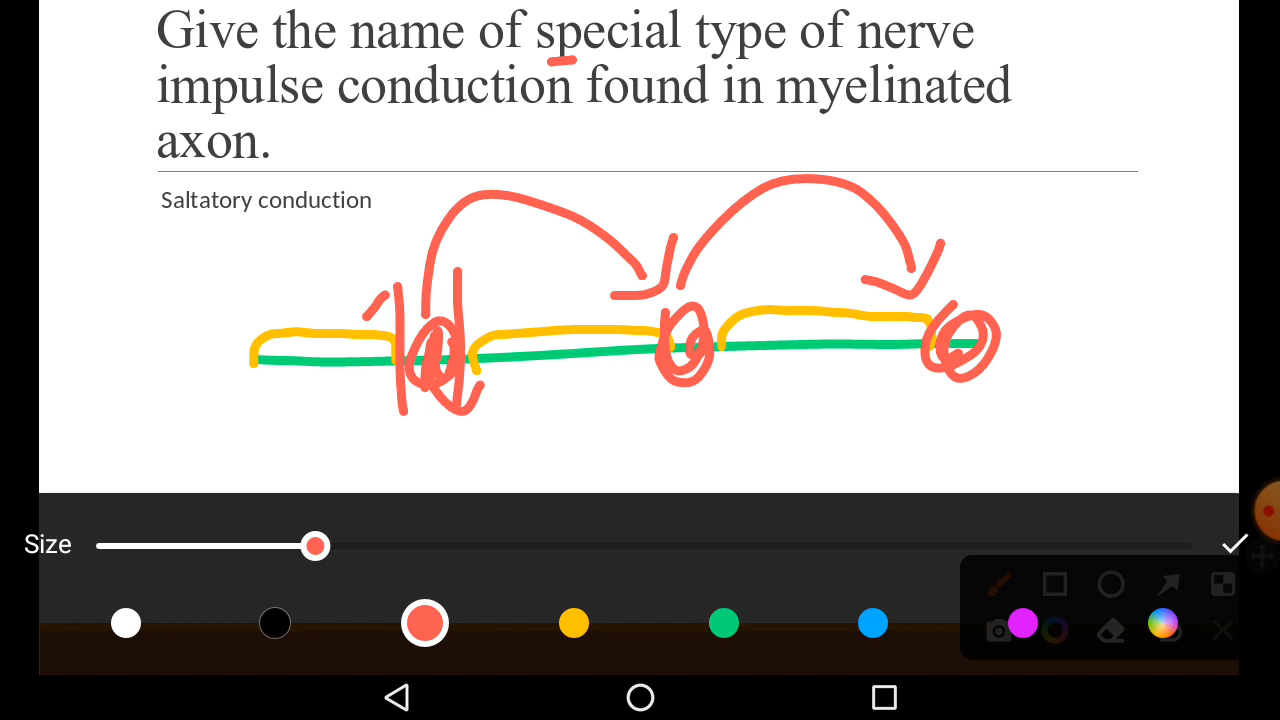 Give the name of special type of nerve
impulse conduction found in myelinated
axon.
Saltatory conduction
Size